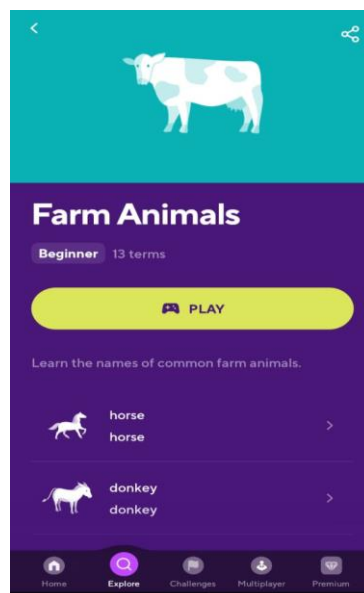 Farm Animals
Beginner 13 terms
PLAY
Learn the names of common farm animals.
horse
horse
donkey
donkey
Home Explore Challenges Multiplayer Premium